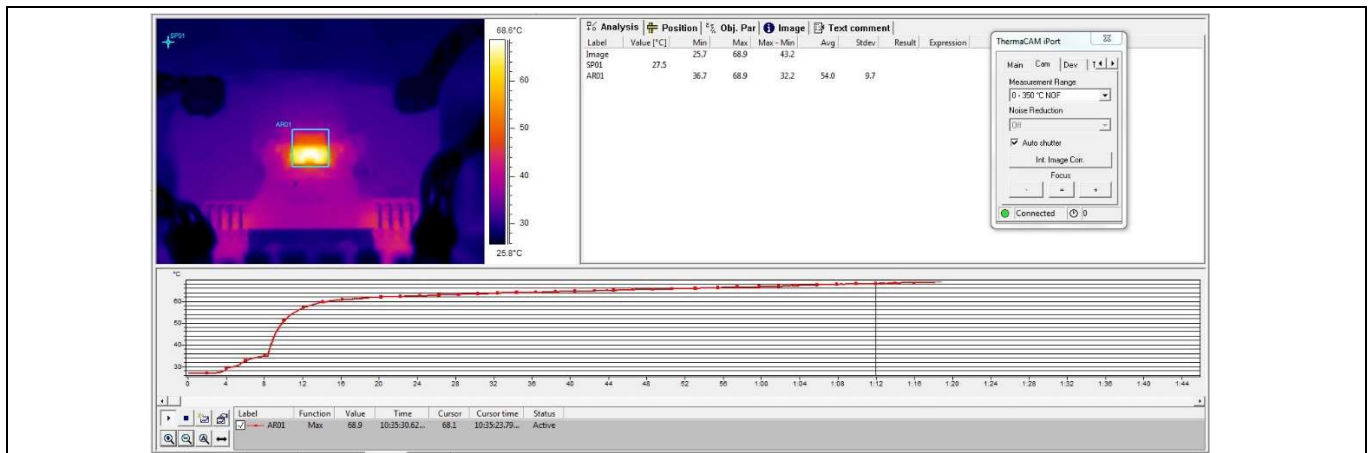 SP01
AR01
68.6°C
60
50
40
30
25.8°C
Analysis Position Obj. Par Image Text comment
Label Value [°C] Min Max Max - Min Avg Stdev Result Expression
Image 25.7 68.9 43.2
SP01 27.5
AR01 36.7 68.9 32.2 54.0 9.7
ThermaCAM iPort
Main Cam Dev
Measurement Range
0 - 350 °C NOF
Noise Reduction
Off
Auto shutter
Int. Image Corr.
Focus
- = +
Connected 0
°C
60
50
40
30
0 4 8 12 16 20 24 28 32 36 40 44 48 52 56 1:00 1:04 1:08 1:12 1:16 1:20 1:24 1:28 1:32 1:36 1:40 1:44
Label Function Value Time Cursor Cursor time Status
AR01 Max 68.9 10:35:30.62... 68.1 10:35:23.79... Active